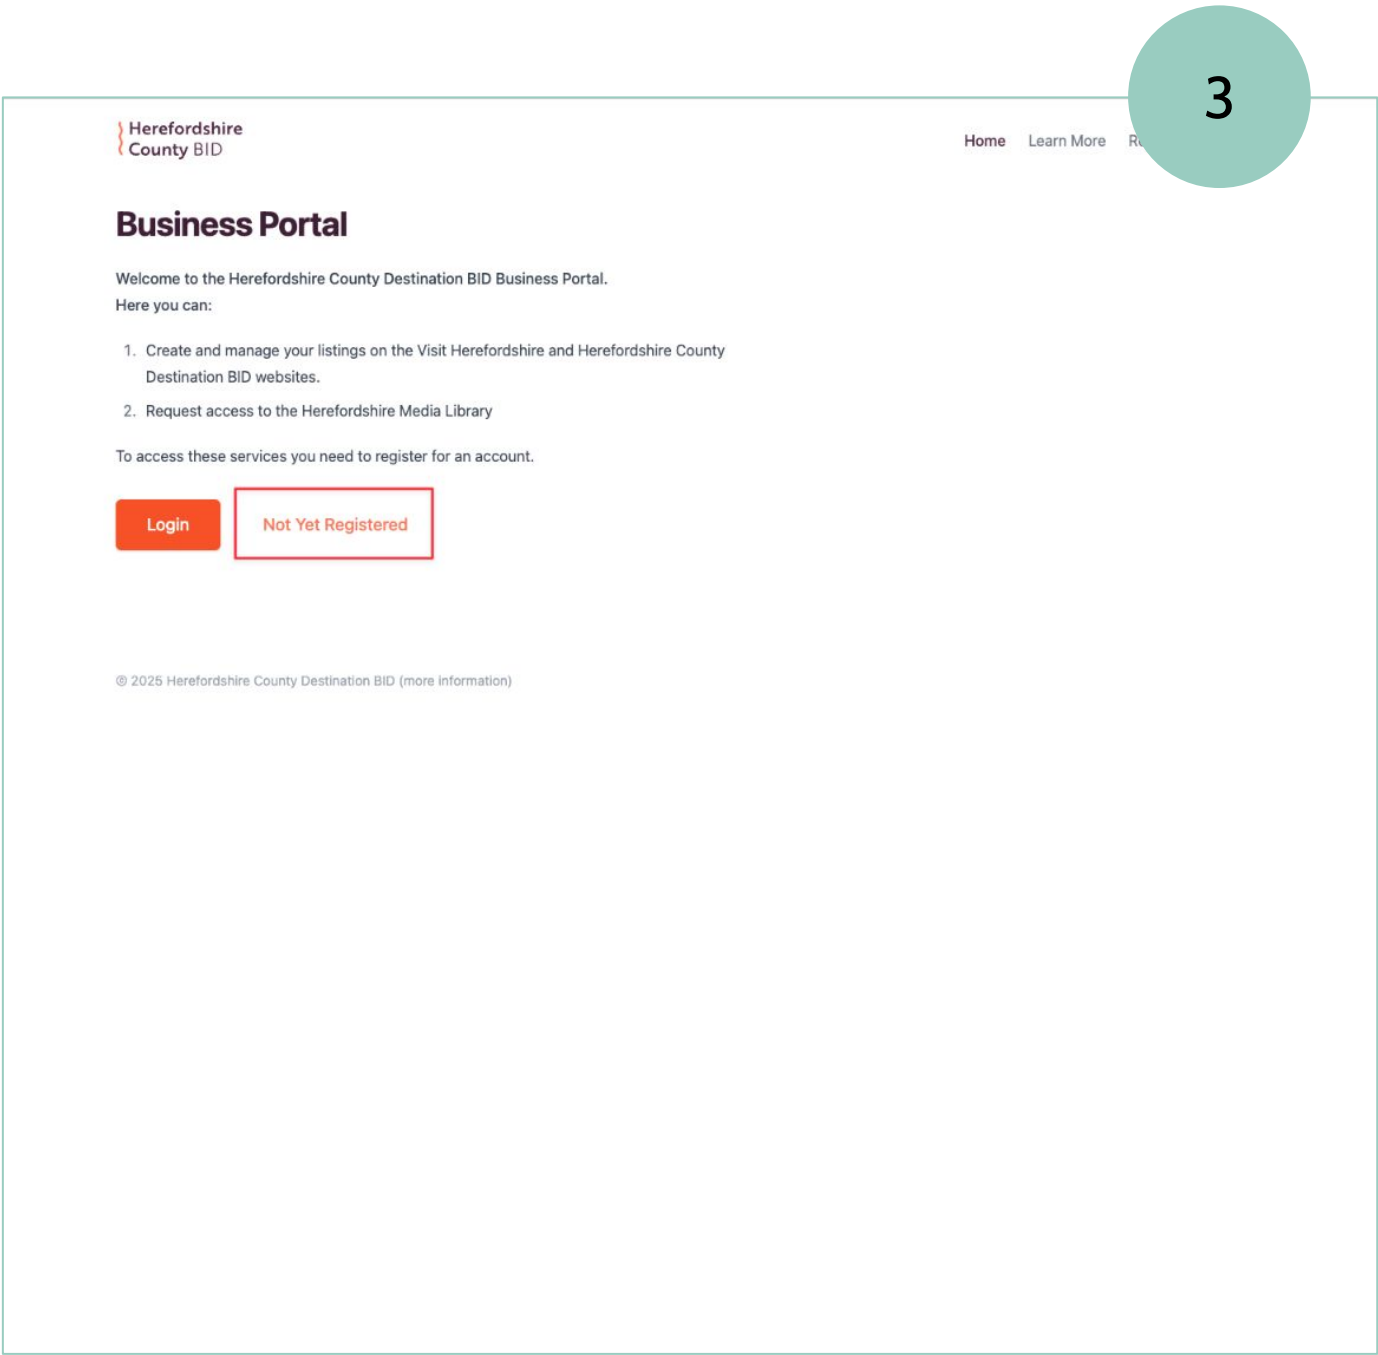 3
Herefordshire
County BID
Home Learn More
Business Portal
Welcome to the Herefordshire County Destination BID Business Portal.
Here you can:
1. Create and manage your listings on the Visit Herefordshire and Herefordshire County
Destination BID websites.
2. Request access to the Herefordshire Media Library
To access these services you need to register for an account.
Login Not Yet Registered
© 2025 Herefordshire County Destination BID (more information)